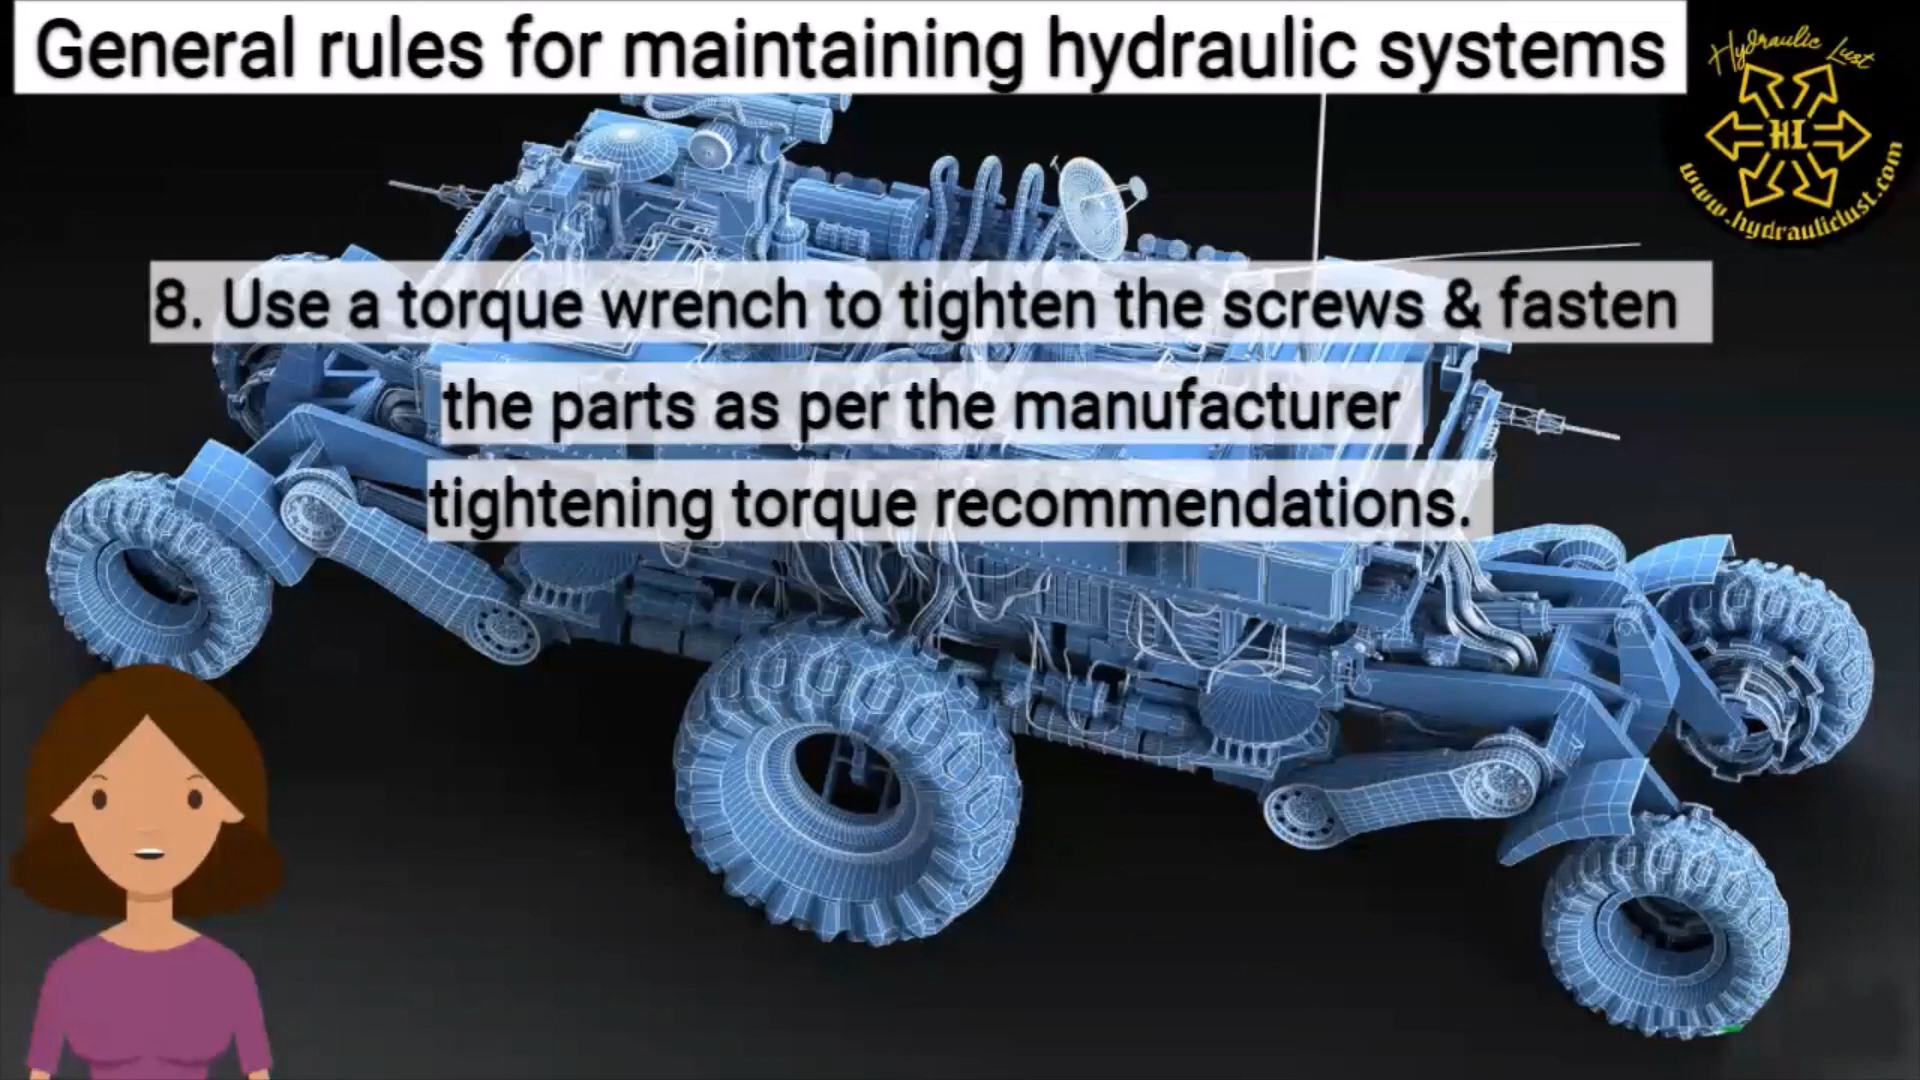 General rules for maintaining hydraulic systems
Hydraulic Lust
HL
www.hydrauliclust.com
8. Use a torque wrench to tighten the screws & fasten
the parts as per the manufacturer
tightening torque recommendations.